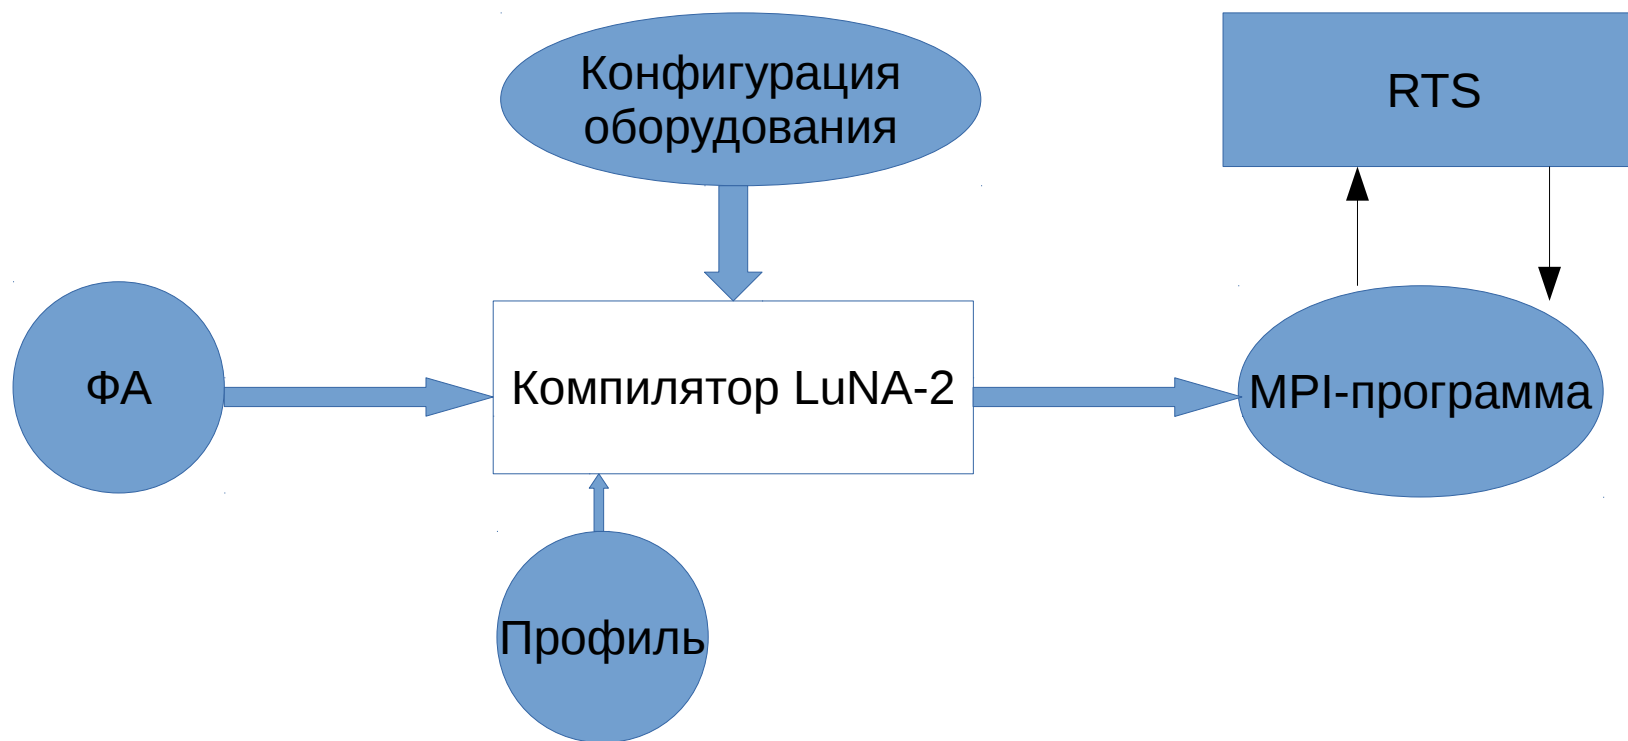 Конфигурация
оборудования
RTS
ФА
Компилятор LuNA-2
MPI-программа
Профиль